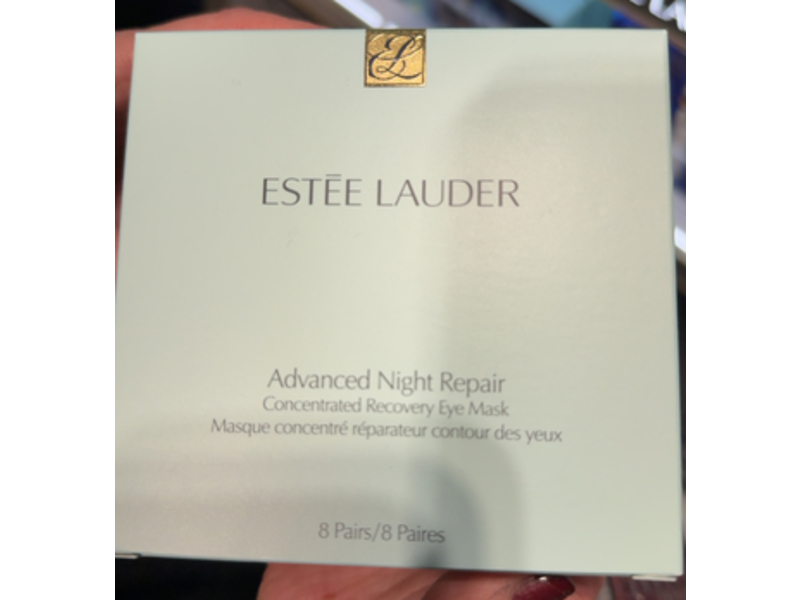 EL
ESTĒE LAUDER
Advanced Night Repair
Concentrated Recovery Eye Mask
Masque concentré réparateur contour des yeux
8 Pairs/8 Paires